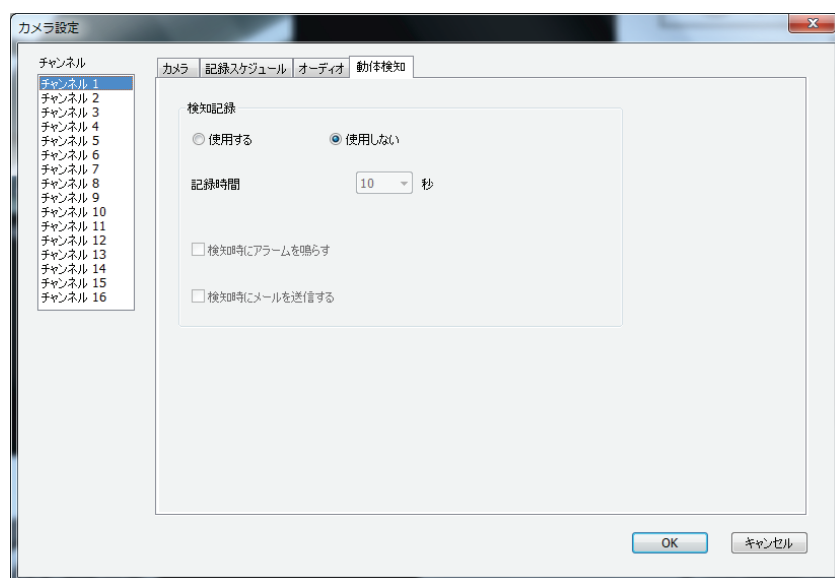 カメラ設定
x
チャンネル
チャンネル 1
チャンネル 2
チャンネル 3
チャンネル 4
チャンネル 5
チャンネル 6
チャンネル 7
チャンネル 8
チャンネル 9
チャンネル 10
チャンネル 11
チャンネル 12
チャンネル 13
チャンネル 14
チャンネル 15
チャンネル 16
カメラ 記録スケジュール オーディオ 動体検知
検知記録
使用する 使用しない
記録時間 10 秒
検知時にアラームを鳴らす
検知時にメールを送信する
OK キャンセル